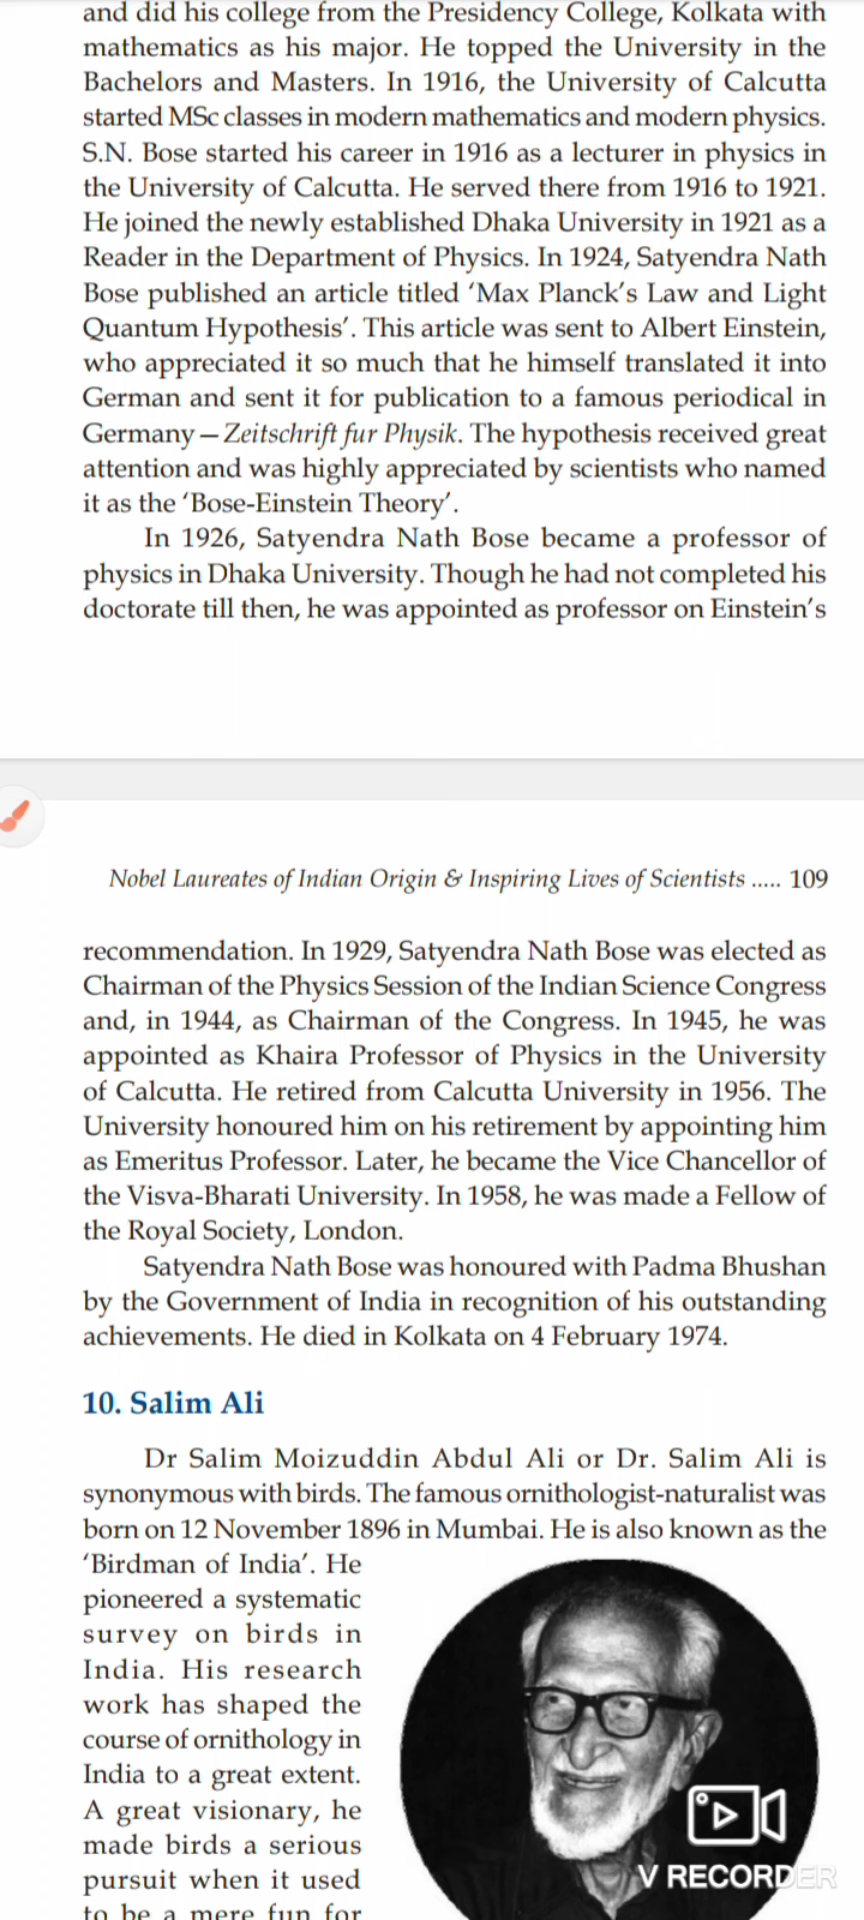 and did his college from the Presidency College, Kolkata with
mathematics as his major. He topped the University in the
Bachelors and Masters. In 1916, the University of Calcutta
started MSc classes in modern mathematics and modern physics.
S.N. Bose started his career in 1916 as a lecturer in physics in
the University of Calcutta. He served there from 1916 to 1921.
He joined the newly established Dhaka University in 1921 as a
Reader in the Department of Physics. In 1924, Satyendra Nath
Bose published an article titled ‘Max Planck’s Law and Light
Quantum Hypothesis’. This article was sent to Albert Einstein,
who appreciated it so much that he himself translated it into
German and sent it for publication to a famous periodical in
Germany – Zeitschrift fur Physik. The hypothesis received great
attention and was highly appreciated by scientists who named
it as the ‘Bose-Einstein Theory’.
In 1926, Satyendra Nath Bose became a professor of
physics in Dhaka University. Though he had not completed his
doctorate till then, he was appointed as professor on Einstein’s
Nobel Laureates of Indian Origin & Inspiring Lives of Scientists ..... 109
recommendation. In 1929, Satyendra Nath Bose was elected as
Chairman of the Physics Session of the Indian Science Congress
and, in 1944, as Chairman of the Congress. In 1945, he was
appointed as Khaira Professor of Physics in the University
of Calcutta. He retired from Calcutta University in 1956. The
University honoured him on his retirement by appointing him
as Emeritus Professor. Later, he became the Vice Chancellor of
the Visva-Bharati University. In 1958, he was made a Fellow of
the Royal Society, London.
Satyendra Nath Bose was honoured with Padma Bhushan
by the Government of India in recognition of his outstanding
achievements. He died in Kolkata on 4 February 1974.
10. Salim Ali
Dr Salim Moizuddin Abdul Ali or Dr. Salim Ali is
synonymous with birds. The famous ornithologist-naturalist was
born on 12 November 1896 in Mumbai. He is also known as the
‘Birdman of India’. He
pioneered a systematic
survey on birds in
India. His research
work has shaped the
course of ornithology in
India to a great extent.
A great visionary, he
made birds a serious
pursuit when it used
to be a mere fun for
V RECORDER